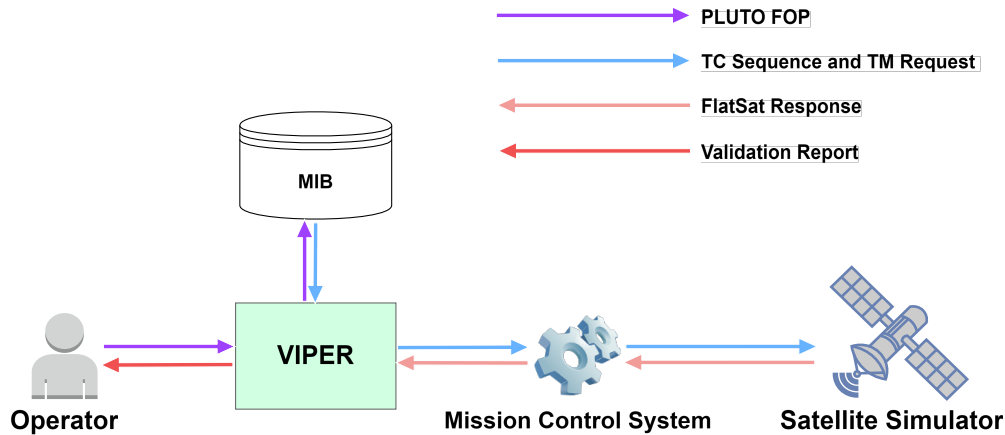 PLUTO FOP
TC Sequence and TM Request
FlatSat Response
Validation Report
MIB
VIPER
Operator
Mission Control System
Satellite Simulator